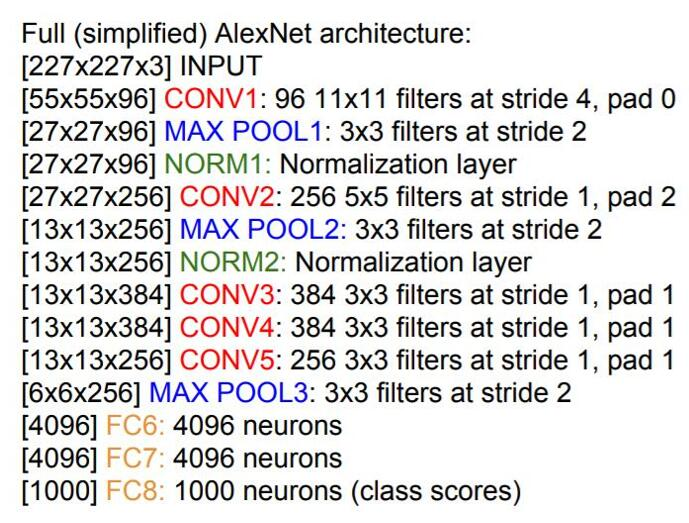 Full (simplified) AlexNet architecture:
[227x227x3] INPUT
[55x55x96] CONV1: 96 11x11 filters at stride 4, pad 0
[27x27x96] MAX POOL1: 3x3 filters at stride 2
[27x27x96] NORM1: Normalization layer
[27x27x256] CONV2: 256 5x5 filters at stride 1, pad 2
[13x13x256] MAX POOL2: 3x3 filters at stride 2
[13x13x256] NORM2: Normalization layer
[13x13x384] CONV3: 384 3x3 filters at stride 1, pad 1
[13x13x384] CONV4: 384 3x3 filters at stride 1, pad 1
[13x13x256] CONV5: 256 3x3 filters at stride 1, pad 1
[6x6x256] MAX POOL3: 3x3 filters at stride 2
[4096] FC6: 4096 neurons
[4096] FC7: 4096 neurons
[1000] FC8: 1000 neurons (class scores)